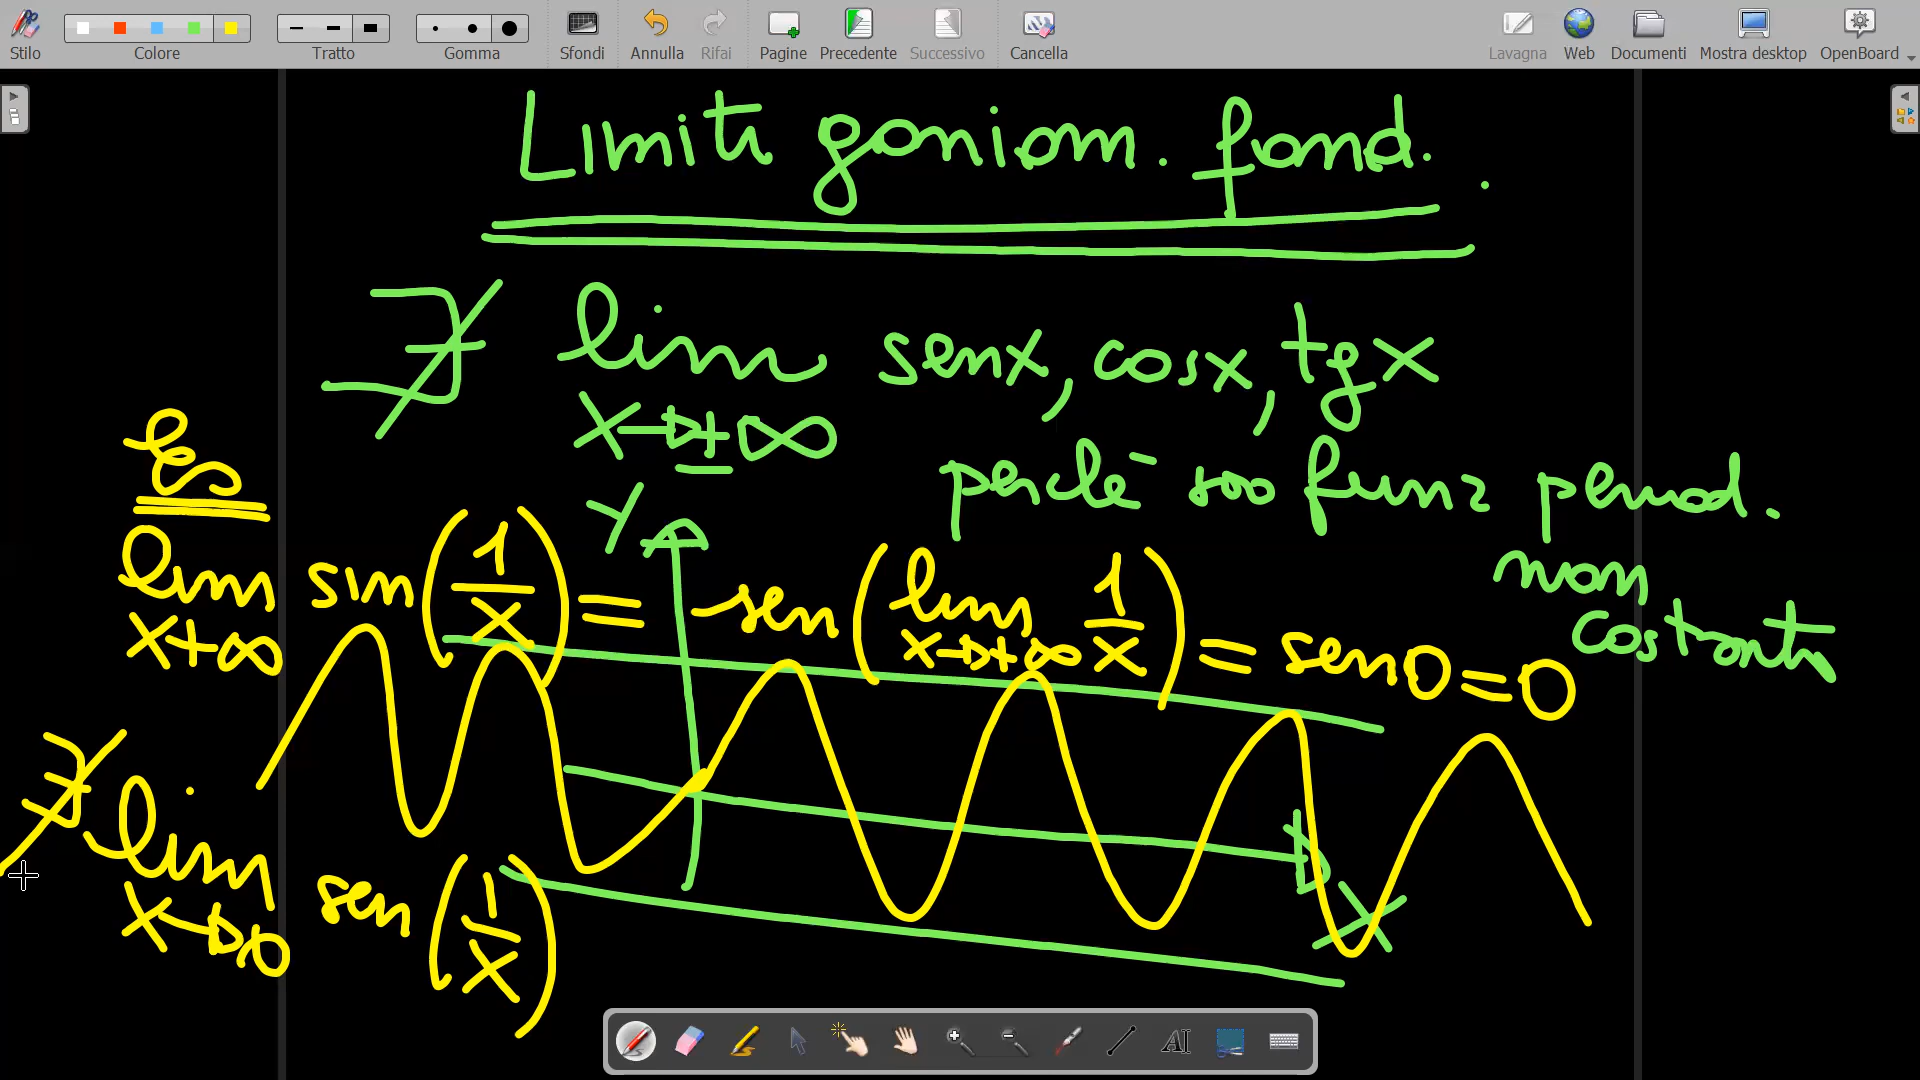 Stilo Colore Tratto Gomma Sfondi Annulla Rifai Pagine Precedente Successivo Cancella Lavagna Web Documenti Mostra desktop OpenBoard
Limiti goniom. fond.
∄ lim senx, cosx, tgx
x→±∞
perché sono funz period.
non
costanti
es
Y
lim sin(1/x) = sen(lim 1/x) = sen0=0
x+∞ x→+∞
∄ lim sen(1/x)
x→0
X